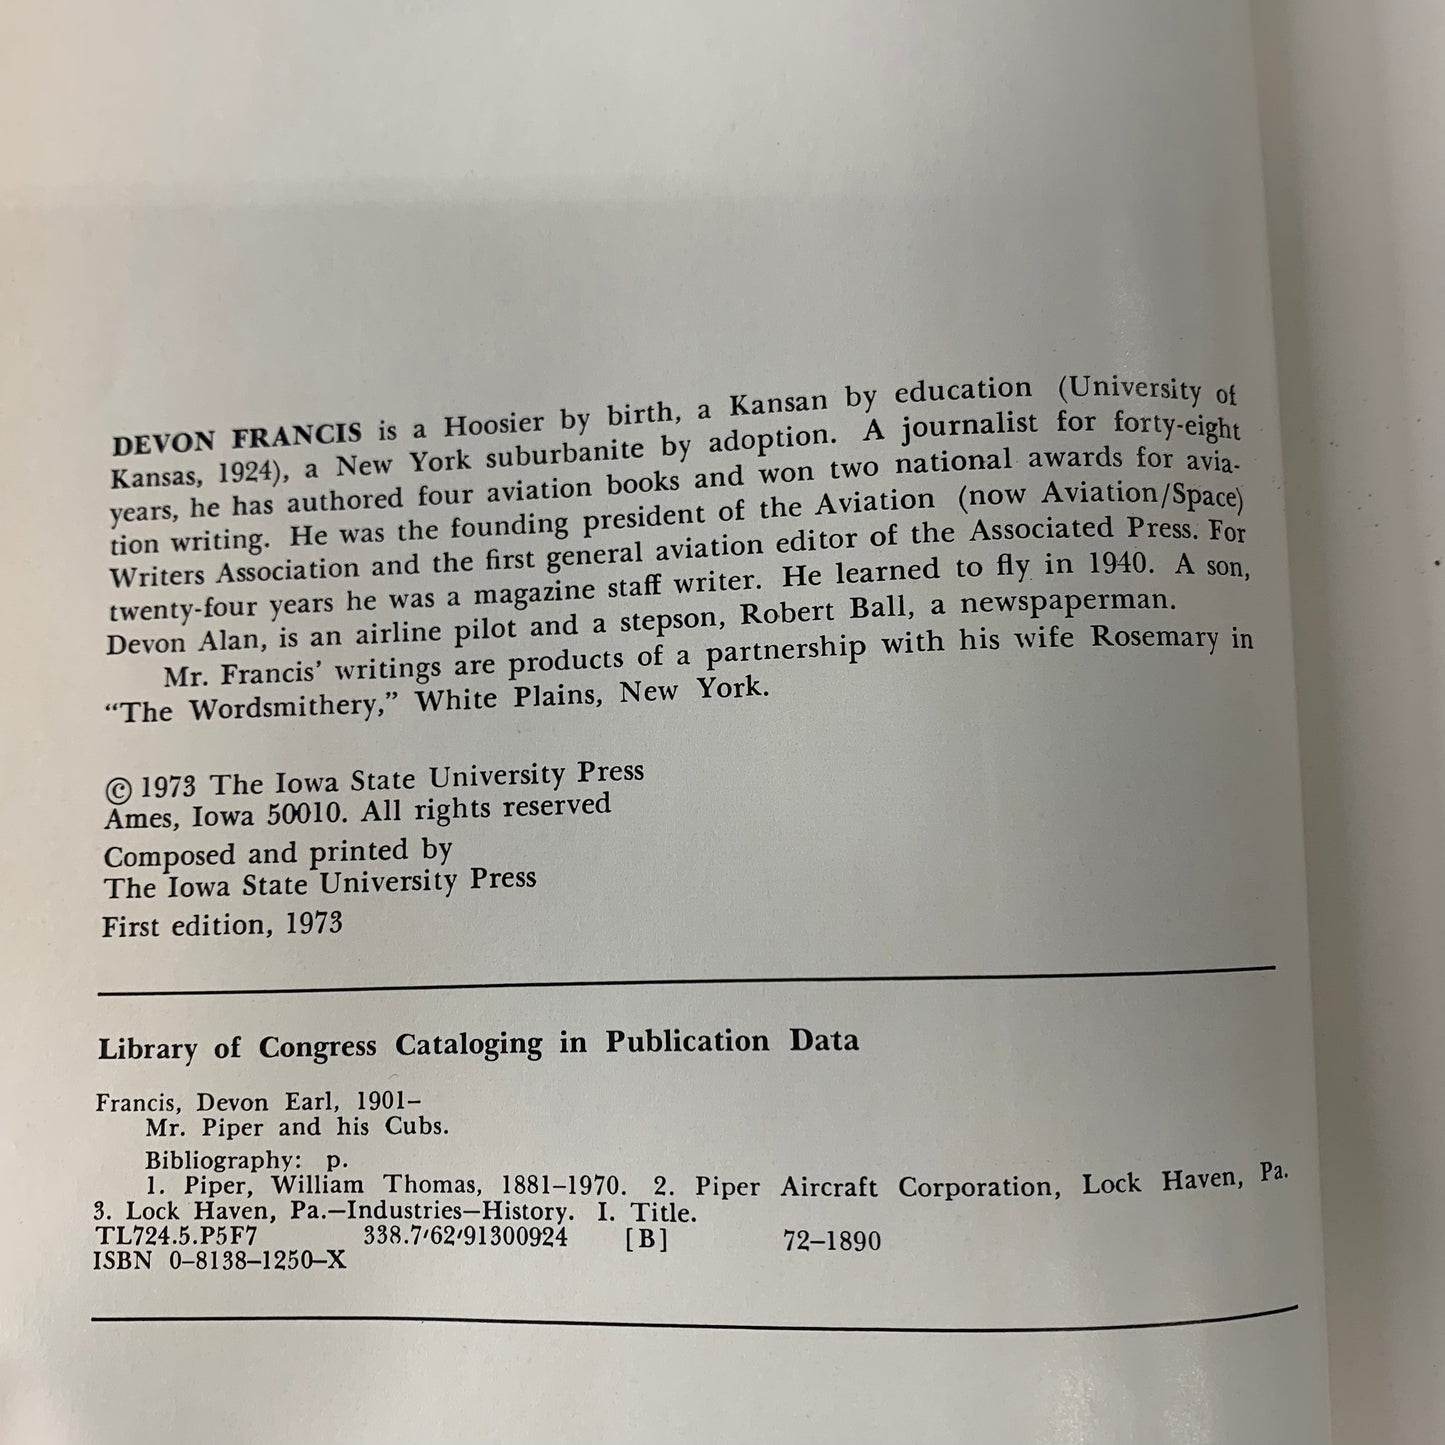 DEVON FRANCIS is a Hoosier by birth, a Kansan by education (University of
Kansas, 1924), a New York suburbanite by adoption. A journalist for forty-eight
years, he has authored four aviation books and won two national awards for avia-
tion writing. He was the founding president of the Aviation (now Aviation/Space)
Writers Association and the first general aviation editor of the Associated Press. For
twenty-four years he was a magazine staff writer. He learned to fly in 1940. A son,
Devon Alan, is an airline pilot and a stepson, Robert Ball, a newspaperman.
Mr. Francis' writings are products of a partnership with his wife Rosemary in
“The Wordsmithery,” White Plains, New York.
© 1973 The Iowa State University Press
Ames, Iowa 50010. All rights reserved
Composed and printed by
The Iowa State University Press
First edition, 1973
Library of Congress Cataloging in Publication Data
Francis, Devon Earl, 1901–
Mr. Piper and his Cubs.
Bibliography: p.
1. Piper, William Thomas, 1881–1970. 2. Piper Aircraft Corporation, Lock Haven, Pa.
3. Lock Haven, Pa.—Industries—History. I. Title.
TL724.5.P5F7 338.7′62′91300924 [B] 72–1890
ISBN 0–8138–1250–X